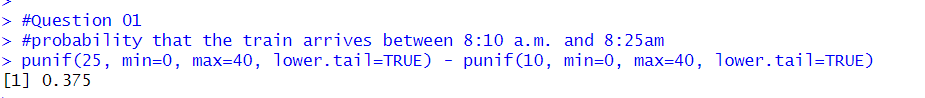 >
> #Question 01
> #probability that the train arrives between 8:10 a.m. and 8:25am
> punif(25, min=0, max=40, lower.tail=TRUE) - punif(10, min=0, max=40, lower.tail=TRUE)
[1] 0.375